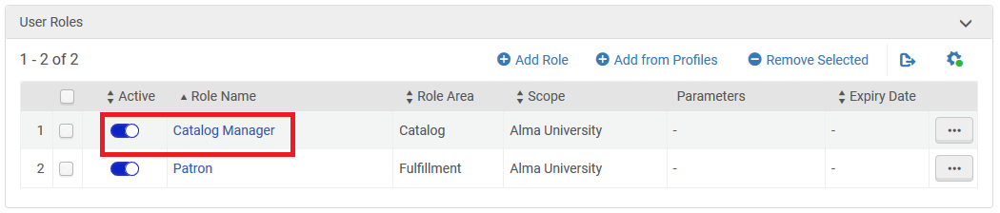 User Roles
1 - 2 of 2 Add Role Add from Profiles Remove Selected
Active Role Name Role Area Scope Parameters Expiry Date
1 Catalog Manager Catalog Alma University - -
2 Patron Fulfillment Alma University - -